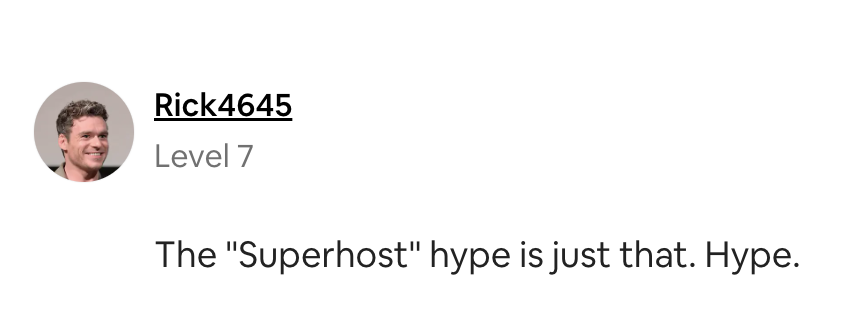 Rick4645
Level 7
The "Superhost" hype is just that. Hype.